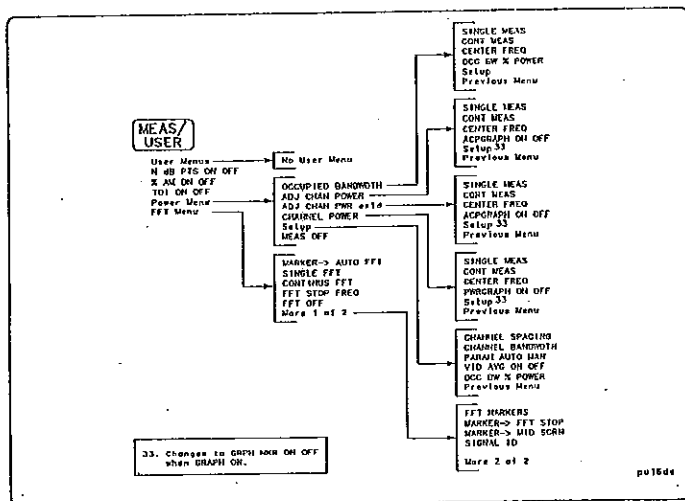 MEAS/
USER
User Menus
N dB PTS ON OFF
% AM ON OFF
TOI ON OFF
Power Menu
FFT Menu
No User Menu
OCCUPIED BANDWDTH
ADJ CHAN POWER
ADJ CHAN PWR extd
CHANNEL POWER
Setup
MEAS OFF
MARKER-> AUTO FFT
SINGLE FFT
CONTINUS FFT
FFT STOP FREQ
FFT OFF
More 1 of 2
SINGLE MEAS
CONT MEAS
CENTER FREQ
OCC BW % POWER
Setup
Previous Menu
SINGLE MEAS
CONT MEAS
CENTER FREQ
ACPGRAPH ON OFF
Setup 33
Previous Menu
SINGLE MEAS
CONT MEAS
CENTER FREQ
ACPGRAPH ON OFF
Setup 33
Previous Menu
SINGLE MEAS
CONT MEAS
CENTER FREQ
PWRGRAPH ON OFF
Setup 33
Previous Menu
CHANNEL SPACING
CHANNEL BANDWDTH
PARAM AUTO MAN
VID AVG ON OFF
OCC BW % POWER
Previous Menu
FFT MARKERS
MARKER-> FFT STOP
MARKER-> MID SCRN
SIGNAL ID
More 2 of 2
33. Changes to GRPH MKR ON OFF
when GRAPH ON.
pu16de